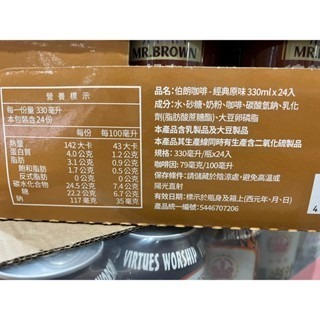 MR.BROWN
MR.BROWN
營養標示
每一份量 330毫升
本包裝含24份
每份 每100毫升
熱量 142大卡 43大卡
蛋白質 4.0公克 1.2公克
脂肪 3.1公克 0.9公克
飽和脂肪 1.7公克 0.5公克
反式脂肪 0公克 0公克
碳水化合物 24.5公克 7.4公克
糖 22.2公克 6.7公克
鈉 117毫克 35毫克
品名:伯朗咖啡-經典原味330mlx24入
成分:水、砂糖、奶粉、咖啡、碳酸氫鈉、乳化
劑(脂肪酸蔗糖酯)、大豆卵磷脂
本產品含乳製品及大豆製品
本產品其生產線同時有生產含二氧化硫製品
規格:330毫升/瓶x24入
咖啡因:79毫克/100毫升
保存條件:請儲藏於陰涼處、避免高溫或
陽光直射
有效日期:標示於瓶身及箱上(西元年、月、日)
諮詢專線:5446707206
VIRTUES WORSHIP